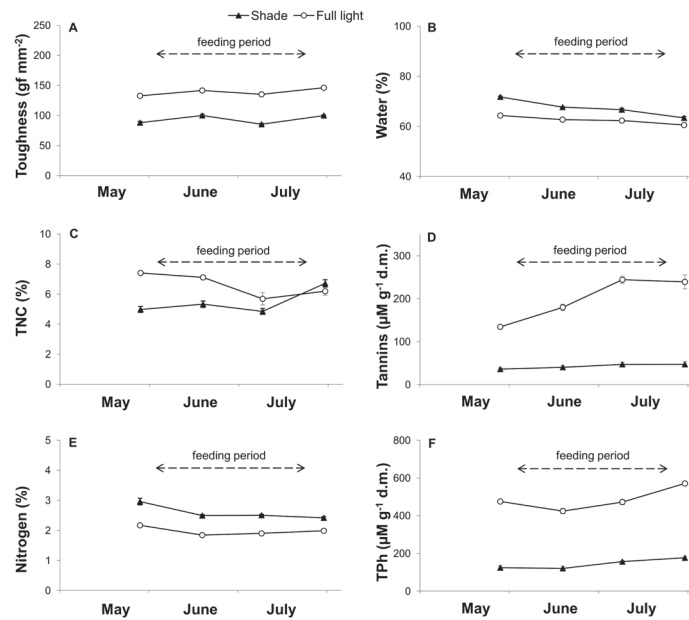 Shade Full light
A
feeding period
Toughness (gf mm⁻²)
250
200
150
100
50
0
May June July
B
feeding period
Water (%)
100
80
60
40
May June July
C
feeding period
TNC (%)
10
8
6
4
2
0
May June July
D
feeding period
Tannins (µM g⁻¹ d.m.)
300
200
100
0
May June July
E
feeding period
Nitrogen (%)
5
4
3
2
1
0
May June July
F
feeding period
TPh (µM g⁻¹ d.m.)
800
600
400
200
0
May June July